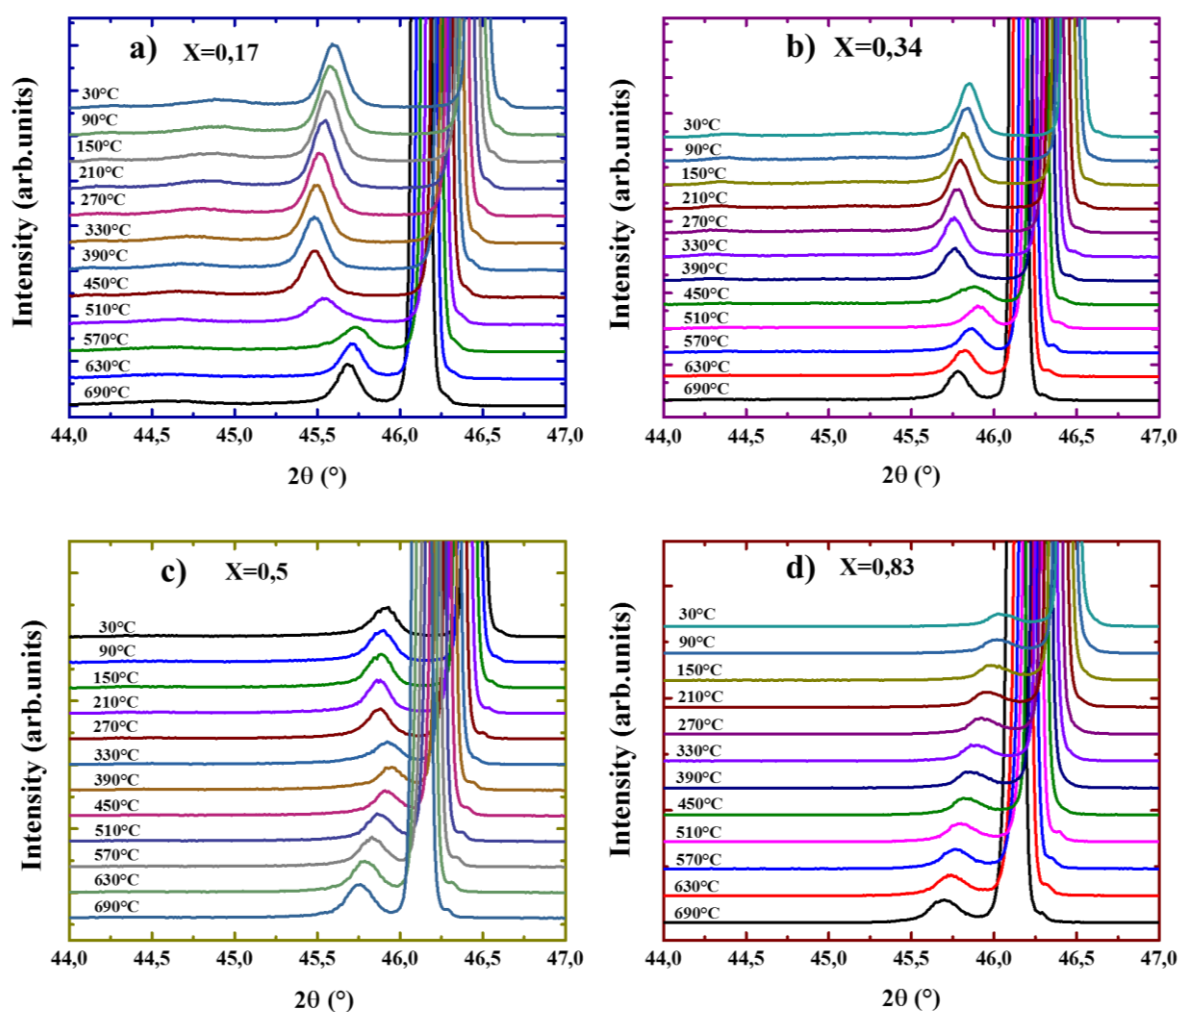 a) X=0,17
Intensity (arb.units)
30°C
90°C
150°C
210°C
270°C
330°C
390°C
450°C
510°C
570°C
630°C
690°C
44,0 44,5 45,0 45,5 46,0 46,5 47,0
2θ (°)
b) X=0,34
Intensity (arb.units)
30°C
90°C
150°C
210°C
270°C
330°C
390°C
450°C
510°C
570°C
630°C
690°C
44,0 44,5 45,0 45,5 46,0 46,5 47,0
2θ (°)
c) X=0,5
Intensity (arb.units)
30°C
90°C
150°C
210°C
270°C
330°C
390°C
450°C
510°C
570°C
630°C
690°C
44,0 44,5 45,0 45,5 46,0 46,5 47,0
2θ (°)
d) X=0,83
Intensity (arb.units)
30°C
90°C
150°C
210°C
270°C
330°C
390°C
450°C
510°C
570°C
630°C
690°C
44,0 44,5 45,0 45,5 46,0 46,5 47,0
2θ (°)